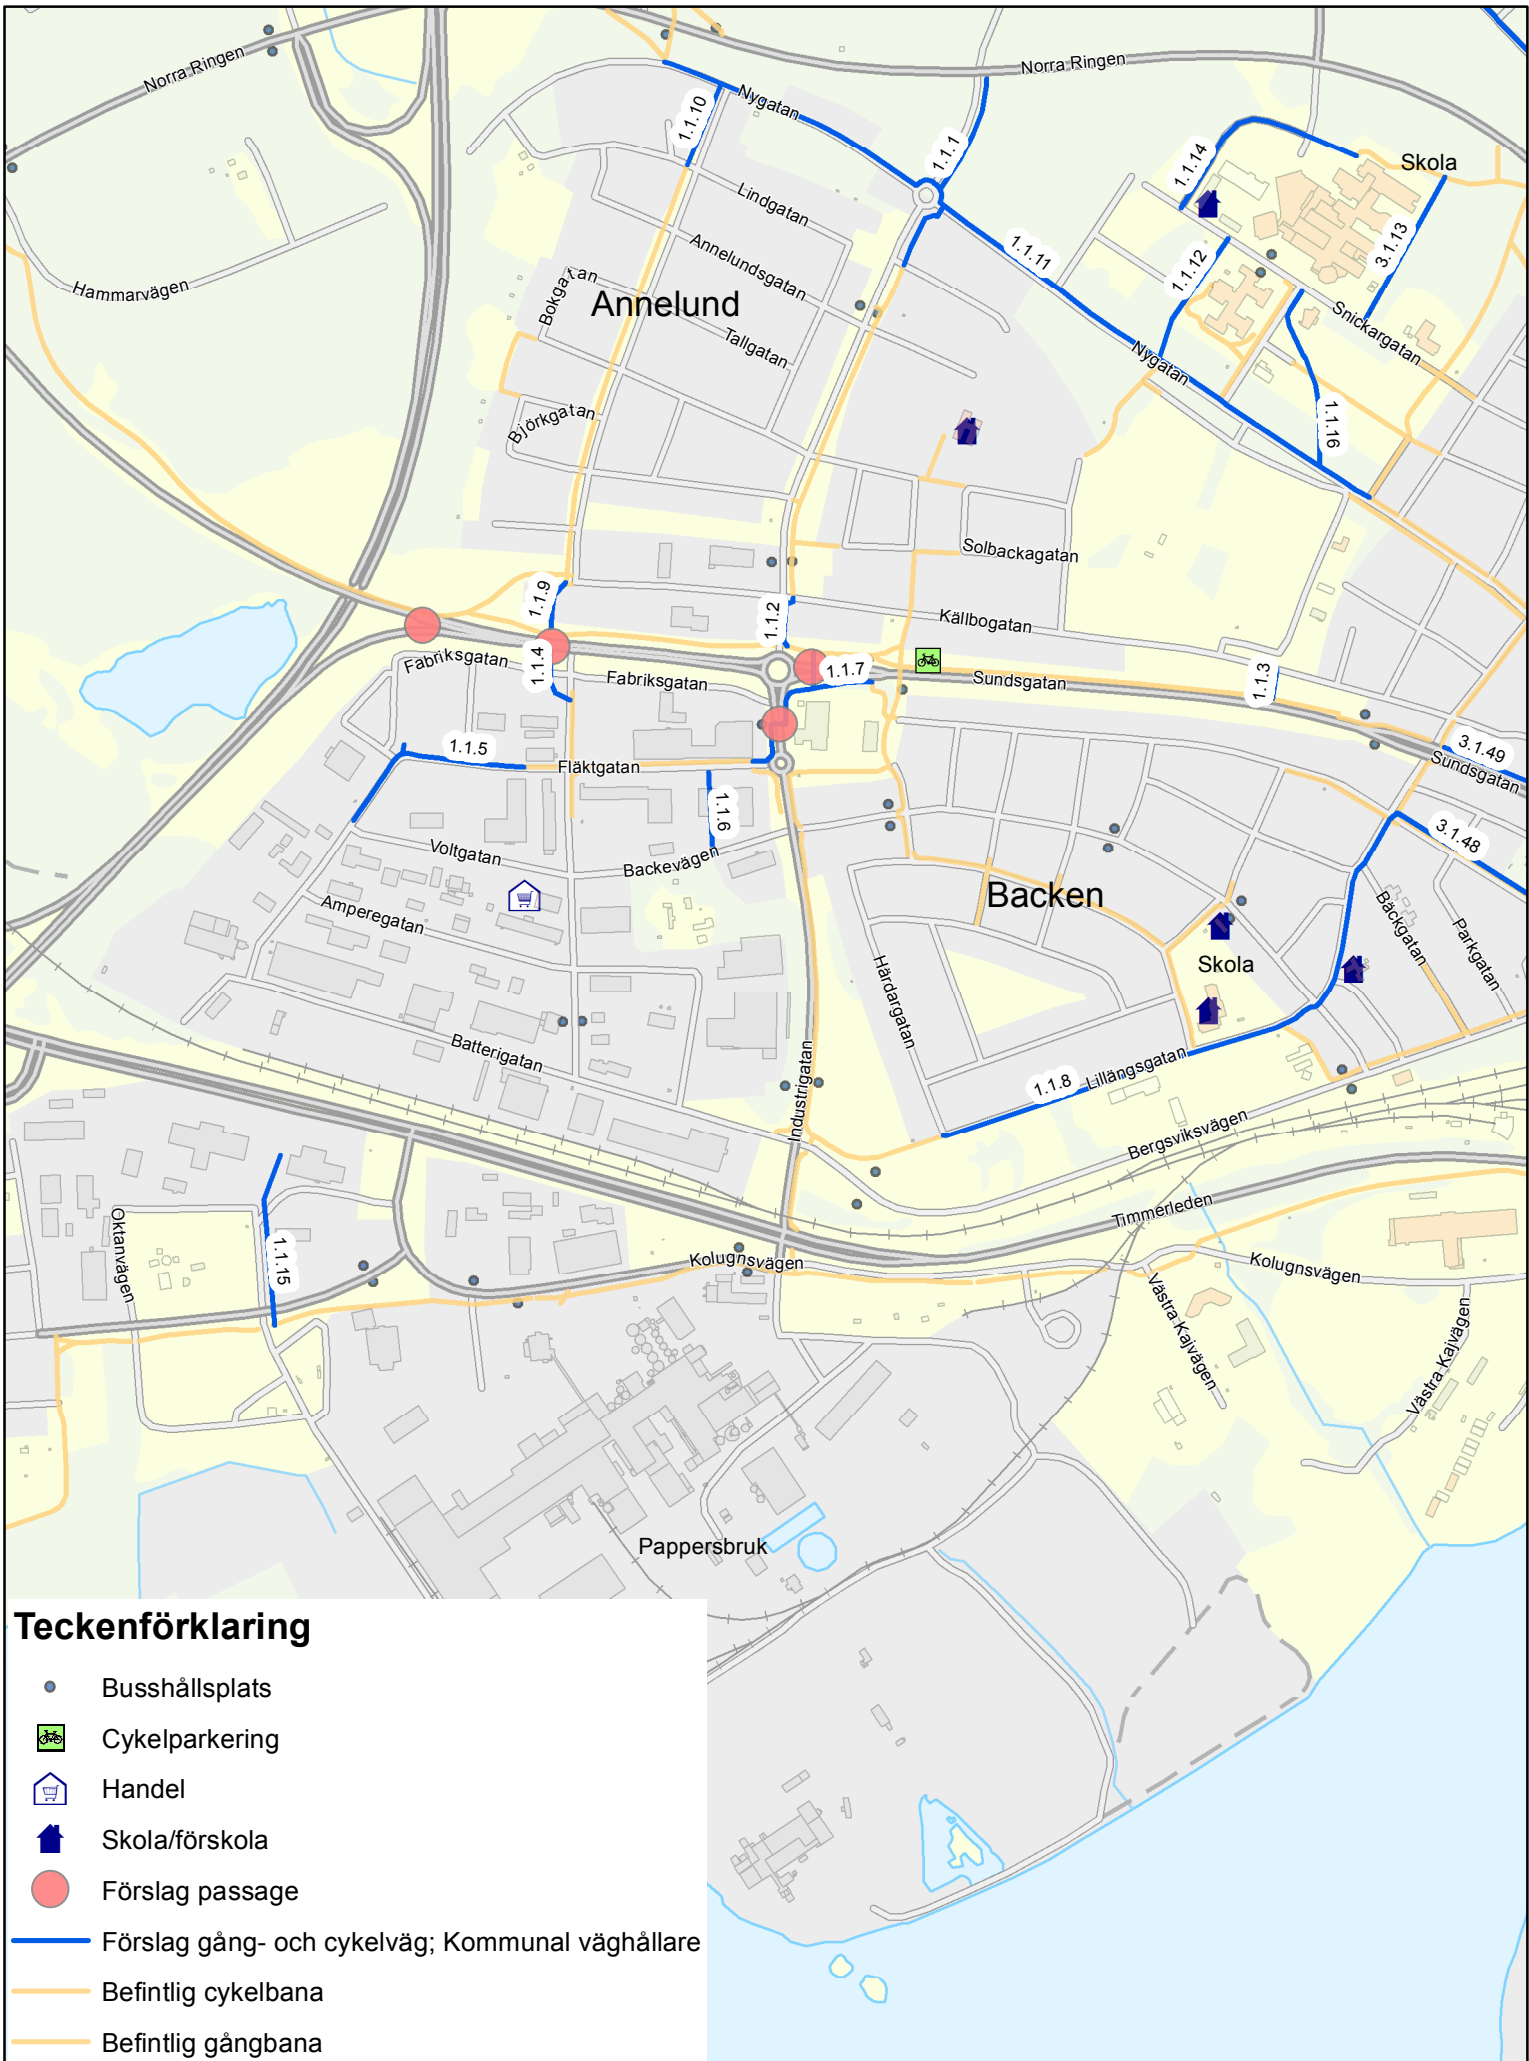 Norra Ringen
Norra Ringen
Nygatan
1.1.10
1.1.1
1.1.14
Skola
Lindgatan
3.1.13
Annelundsgatan
1.1.11
1.1.12
Hammarvägen
Bokgatan
Annelund
Tallgatan
Snickargatan
Nygatan
Björkgatan
1.1.16
Solbackagatan
1.1.9
1.1.2
Källbogatan
Fabriksgatan
1.1.4
Fabriksgatan
1.1.7
Sundsgatan
1.1.3
1.1.5
Fläktgatan
3.1.49
Sundsgatan
1.1.6
3.1.48
Voltgatan
Backevägen
Backen
Amperegatan
Bäckgatan
Parkgatan
Skola
Härdargatan
Batterigatan
Industrigatan
1.1.8
Lillängsgatan
Bergsviksvägen
Timmerleden
Oktanvägen
1.1.15
Kolugnsvägen
Kolugnsvägen
Västra Kajvägen
Västra Kajvägen
Pappersbruk
Teckenförklaring
Busshållsplats
Cykelparkering
Handel
Skola/förskola
Förslag passage
Förslag gång- och cykelväg; Kommunal väghållare
Befintlig cykelbana
Befintlig gångbana